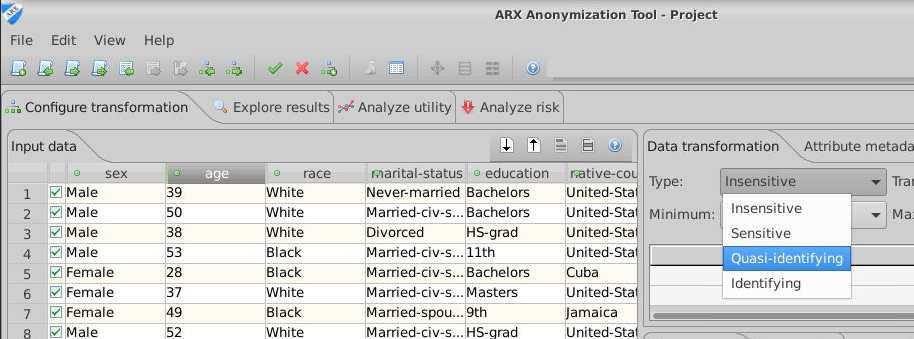 ARX
ARX Anonymization Tool - Project
File Edit View Help
Configure transformation Explore results Analyze utility Analyze risk
Input data
Data transformation Attribute metada
sex age race marital-status education native-cou
Type: Insensitive Tran
Minimum: Max
Insensitive
Sensitive
Quasi-identifying
Identifying
1 Male 39 White Never-married Bachelors United-Stat
2 Male 50 White Married-civ-s... Bachelors United-Stat
3 Male 38 White Divorced HS-grad United-Stat
4 Male 53 Black Married-civ-s... 11th United-Stat
5 Female 28 Black Married-civ-s... Bachelors Cuba
6 Female 37 White Married-civ-s... Masters United-Stat
7 Female 49 Black Married-spou... 9th Jamaica
8 Male 52 White Married-civ-s... HS-grad United-Stat